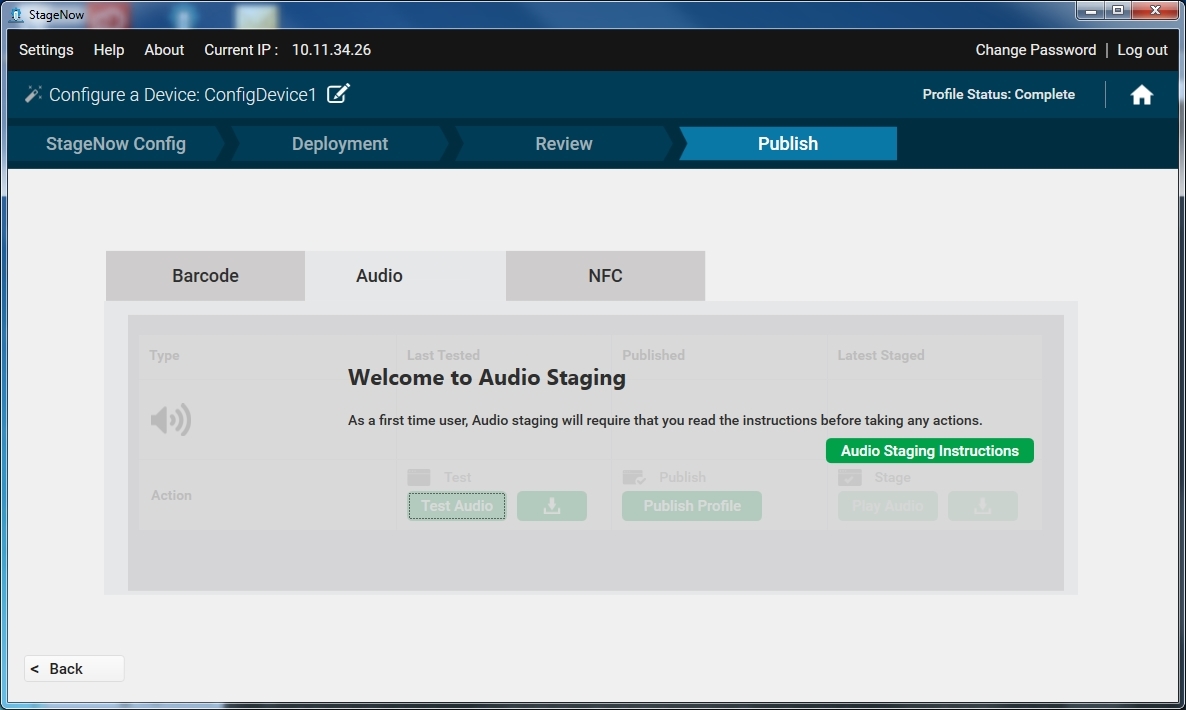 StageNow
Settings Help About Current IP : 10.11.34.26 Change Password | Log out
Configure a Device: ConfigDevice1 Profile Status: Complete
StageNow Config Deployment Review Publish
Barcode Audio NFC
Type Last Tested Published Latest Staged
Welcome to Audio Staging
As a first time user, Audio staging will require that you read the instructions before taking any actions.
Audio Staging Instructions
Test Publish Stage
Action
Test Audio Publish Profile Play Audio
< Back